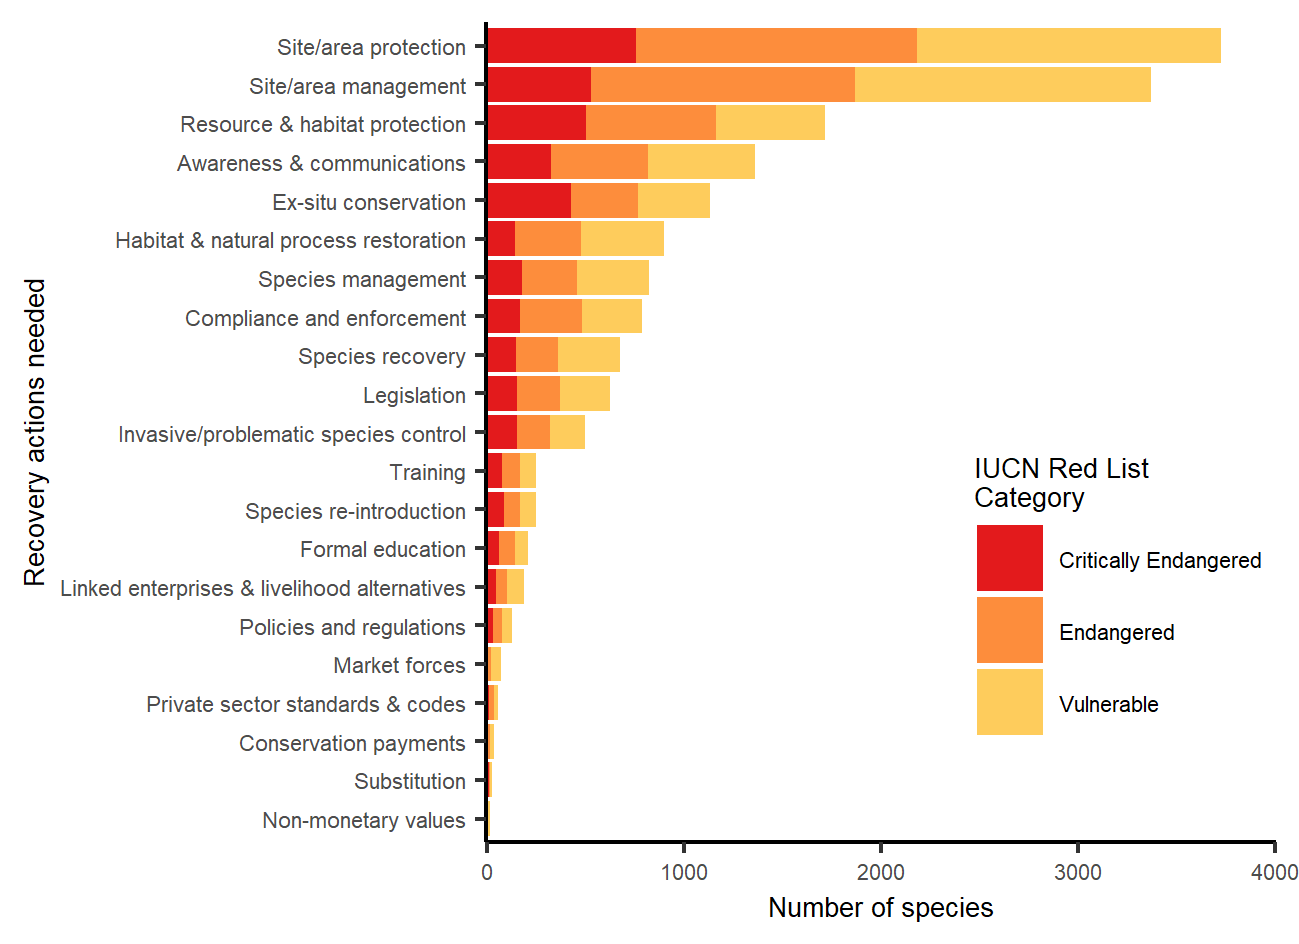 Recovery actions needed
Site/area protection
Site/area management
Resource & habitat protection
Awareness & communications
Ex-situ conservation
Habitat & natural process restoration
Species management
Compliance and enforcement
Species recovery
Legislation
Invasive/problematic species control
Training
Species re-introduction
Formal education
Linked enterprises & livelihood alternatives
Policies and regulations
Market forces
Private sector standards & codes
Conservation payments
Substitution
Non-monetary values
IUCN Red List
Category
Critically Endangered
Endangered
Vulnerable
0 1000 2000 3000 4000
Number of species